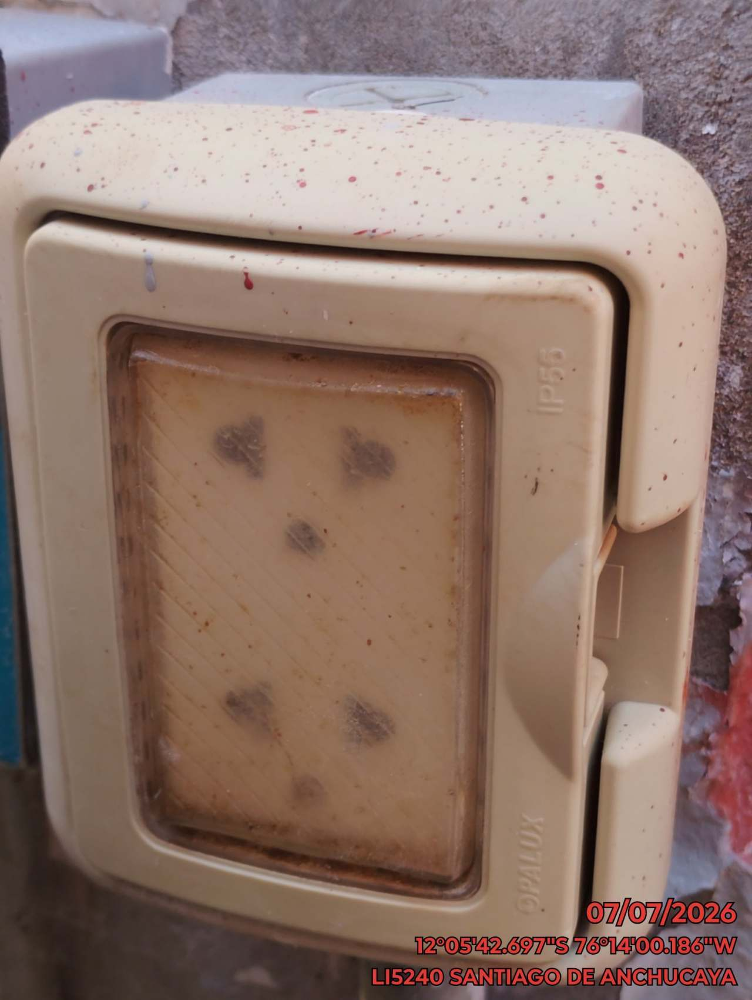 IP55
OPALUX
07/07/2026
12°05'42.697"S 76°14'00.186"W
LI5240 SANTIAGO DE ANCHUCAYA